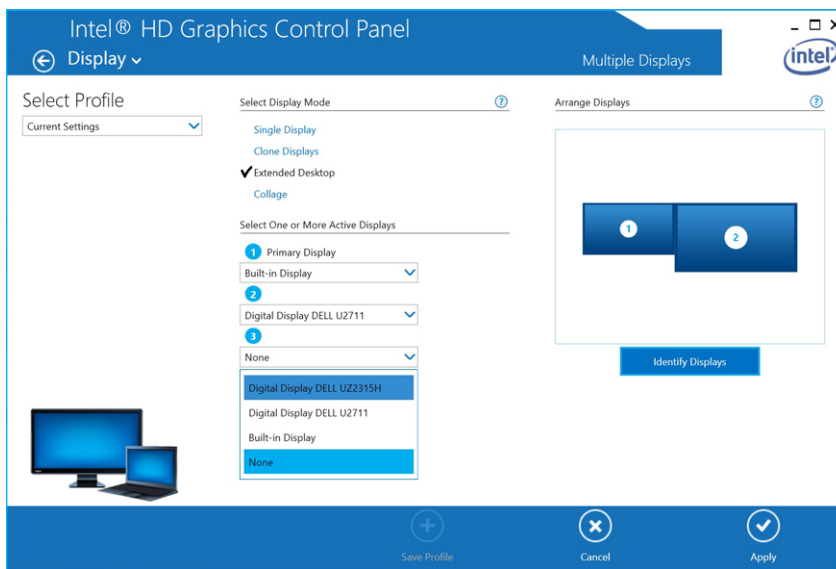 Intel® HD Graphics Control Panel
Display
Multiple Displays
intel
Select Profile
Current Settings
Select Display Mode
?
Single Display
Clone Displays
Extended Desktop
Collage
Select One or More Active Displays
1 Primary Display
Built-in Display
2
Digital Display DELL U2711
3
None
Digital Display DELL UZ2315H
Digital Display DELL U2711
Built-in Display
None
Arrange Displays
?
1
2
Identify Displays
Save Profile
Cancel
Apply